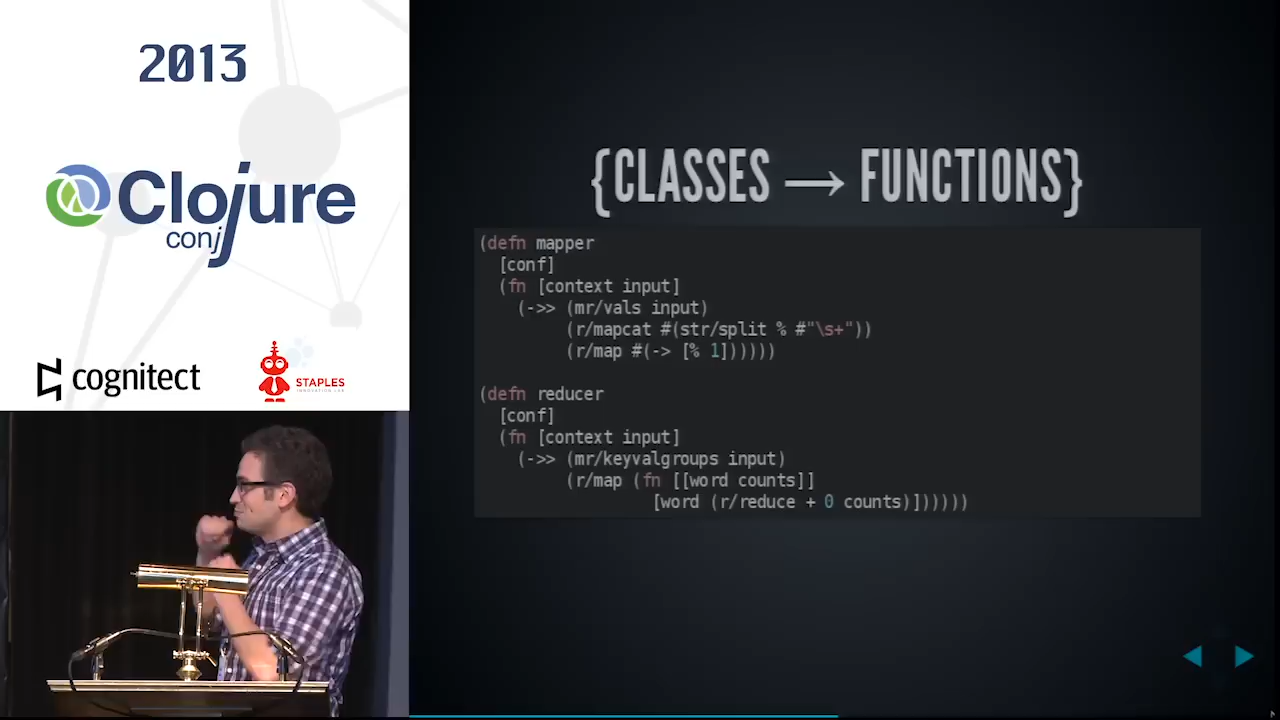 2013
Clojure
conj
cognitect
STAPLES
INNOVATION LAB
{CLASSES → FUNCTIONS}
(defn mapper
  [conf]
  (fn [context input]
    (->> (mr/vals input)
         (r/mapcat #(str/split % #"\s+"))
         (r/map #(-> [% 1])))))

(defn reducer
  [conf]
  (fn [context input]
    (->> (mr/keyvalgroups input)
         (r/map (fn [[word counts]]
                  [word (r/reduce + 0 counts)])))))